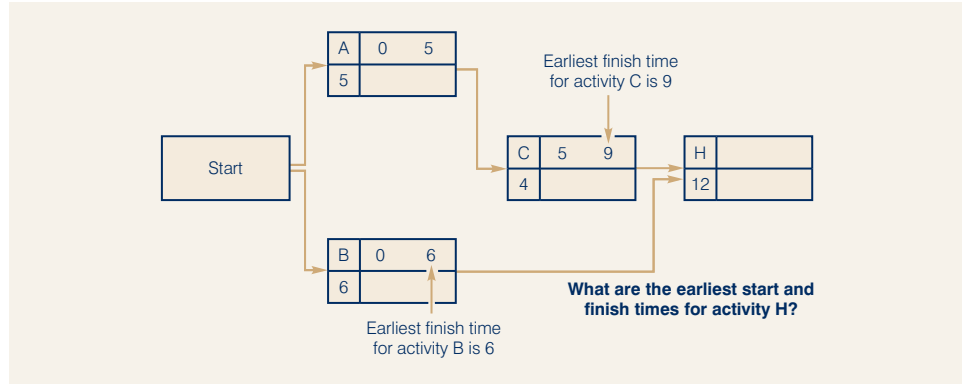 A 0 5
5
Earliest finish time
for activity C is 9
Start
C 5 9
4
H
12
B 0 6
6
What are the earliest start and
finish times for activity H?
Earliest finish time
for activity B is 6